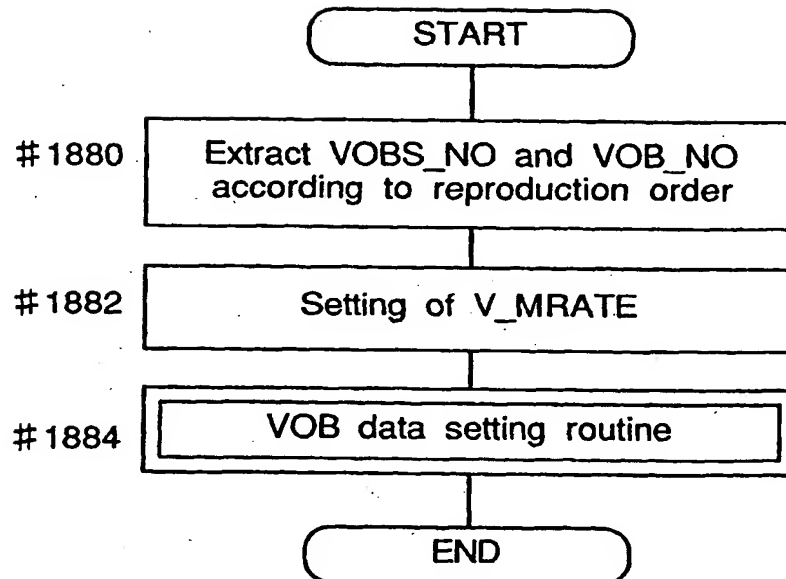 START
#1880
Extract VOBS_NO and VOB_NO
according to reproduction order
#1882
Setting of V_MRATE
#1884
VOB data setting routine
END